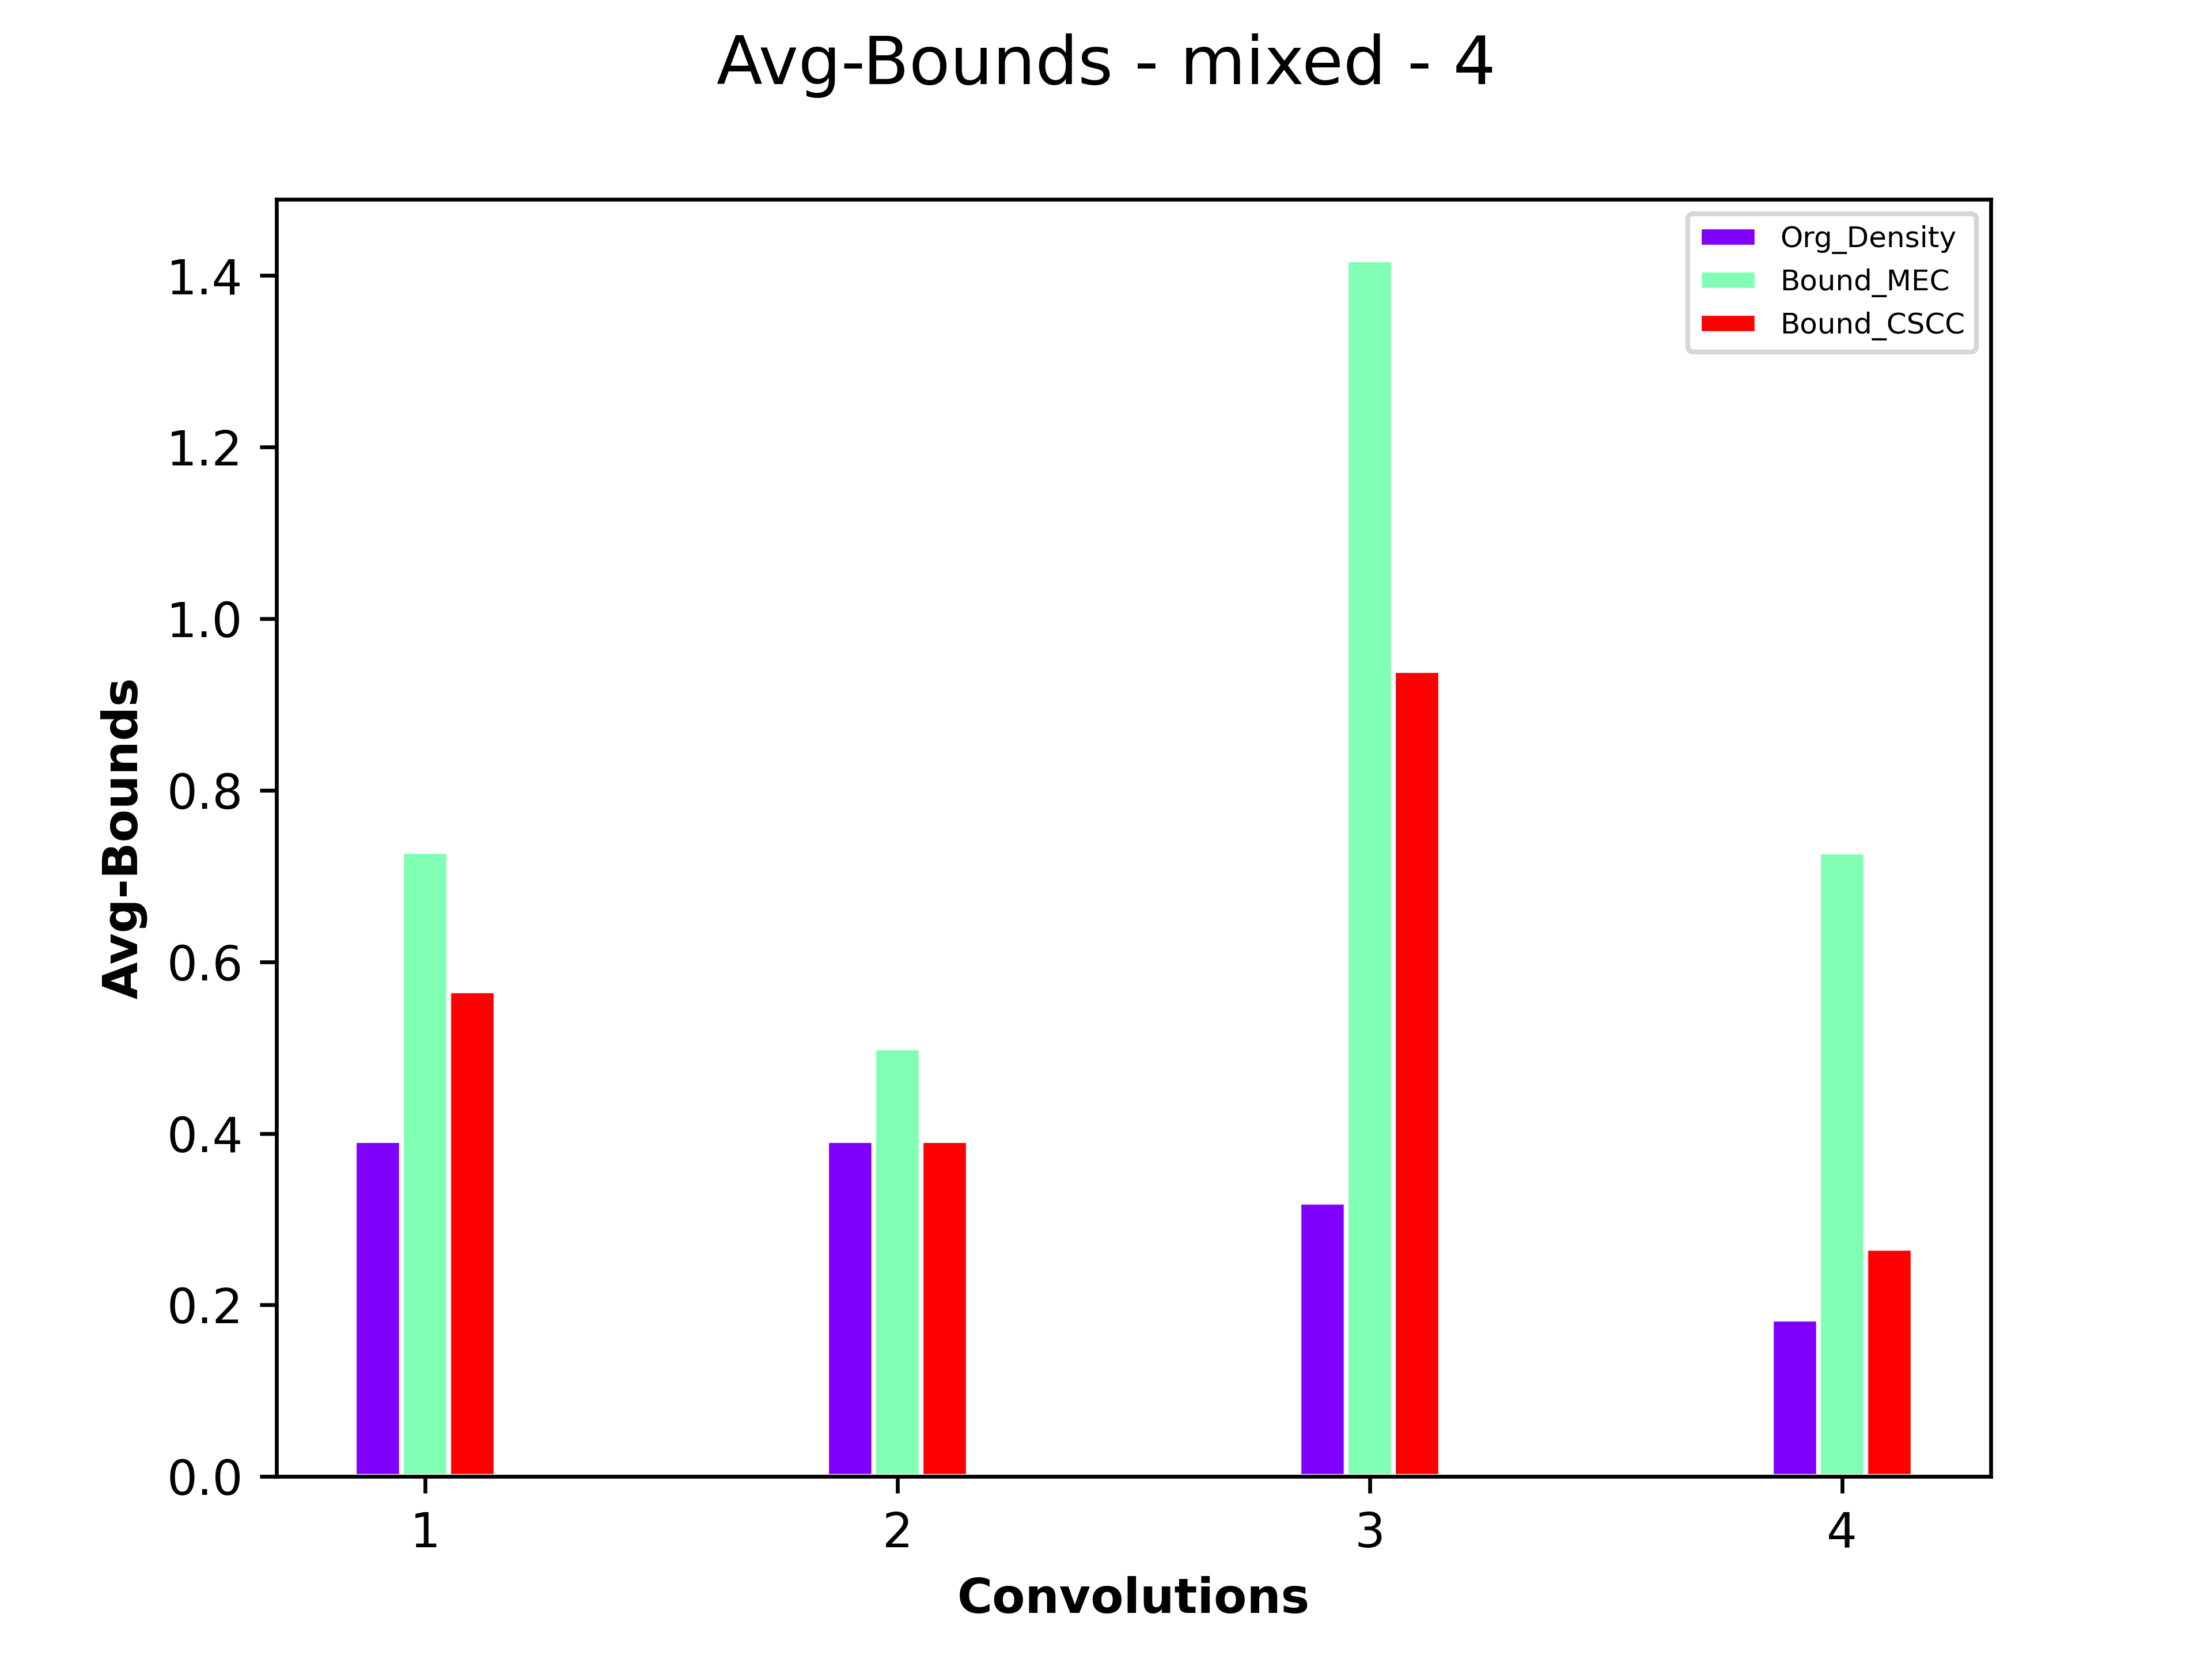 Avg-Bounds - mixed - 4
Org_Density
Bound_MEC
Bound_CSCC
1.4
1.2
1.0
0.8
0.6
0.4
0.2
0.0
Avg-Bounds
1 2 3 4
Convolutions